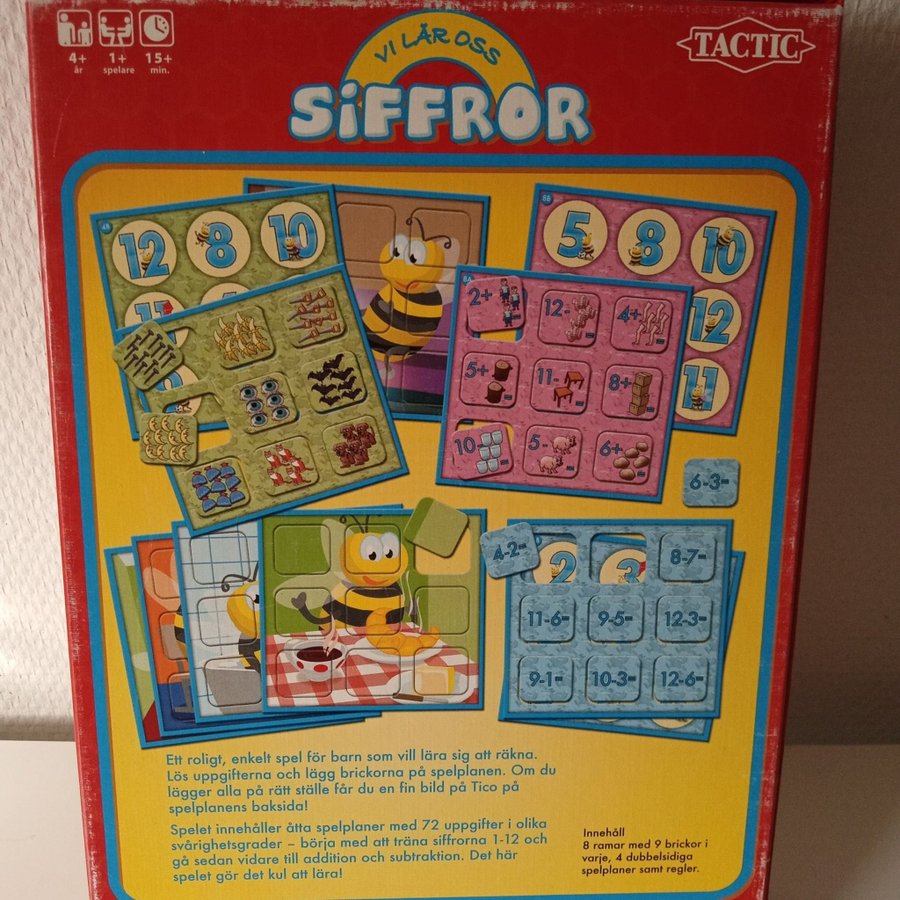 4+
år
1+
spelare
15+
min.
VI LÄR OSS
SiFFROR
TACTIC
4B
12 8 10
8B
5 8 10
12
11
8A
2+ 12- 4+
5+ 11- 8+
10- 5- 6+
6-3=
4-2=
2 3 8-7=
11-6= 9-5= 12-3=
9-1= 10-3= 12-6=
Ett roligt, enkelt spel för barn som vill lära sig att räkna.
Lös uppgifterna och lägg brickorna på spelplanen. Om du
lägger alla på rätt ställe får du en fin bild på Tico på
spelplanens baksida!
Spelet innehåller åtta spelplaner med 72 uppgifter i olika
svårighetsgrader – börja med att träna siffrorna 1-12 och
gå sedan vidare till addition och subtraktion. Det här
spelet gör det kul att lära!
Innehåll
8 ramar med 9 brickor i
varje, 4 dubbelsidiga
spelplaner samt regler.